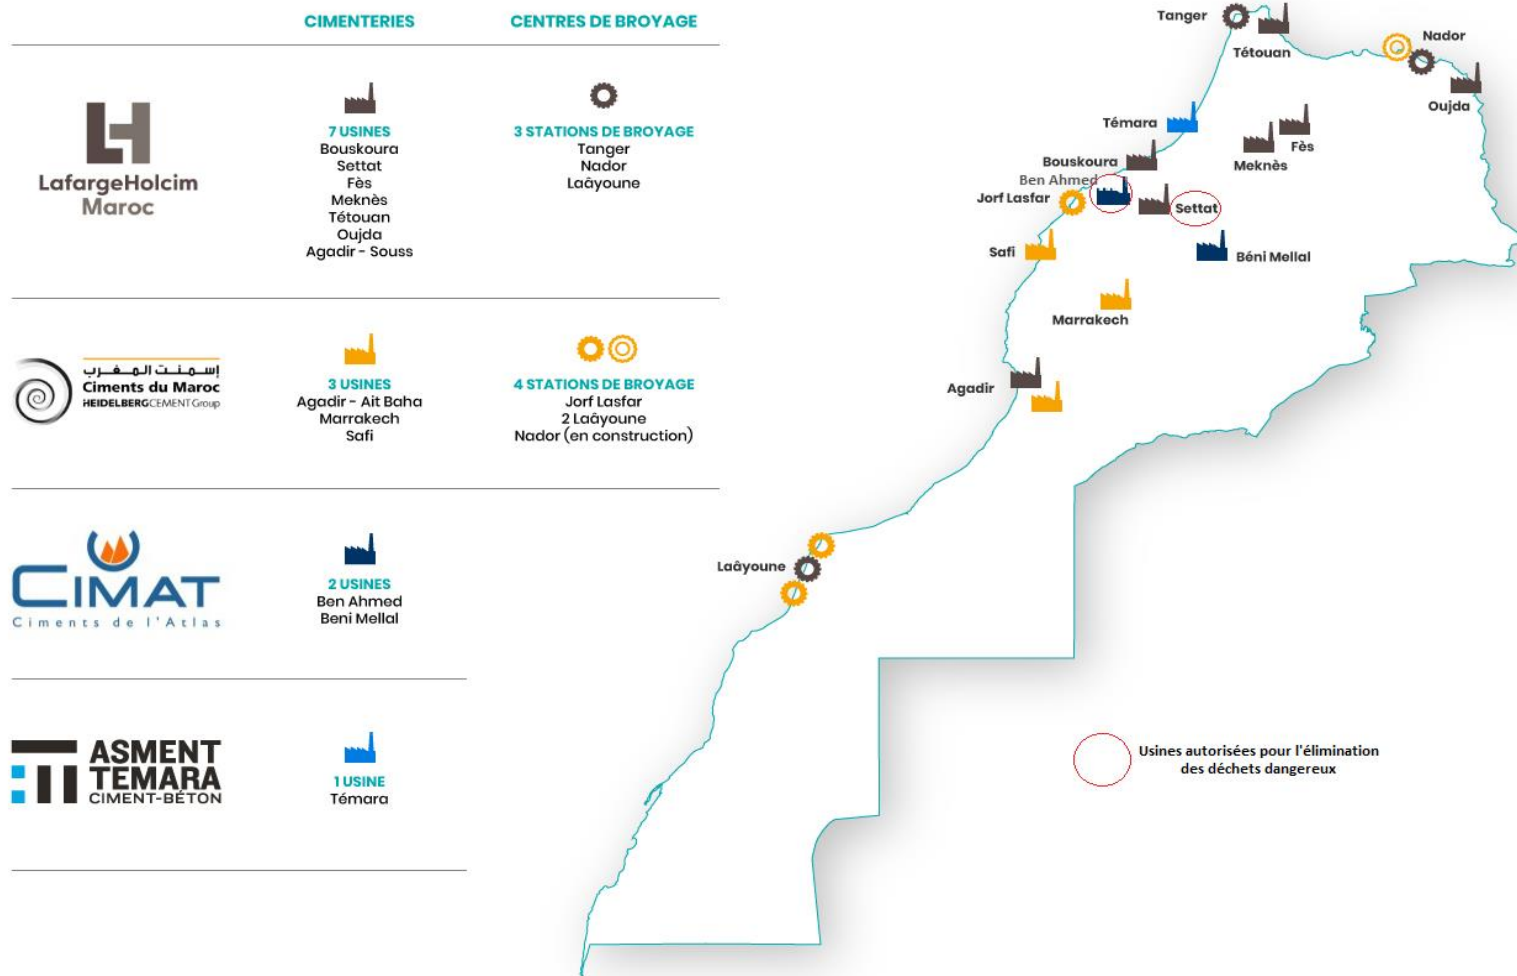 CIMENTERIES
CENTRES DE BROYAGE
LafargeHolcim
Maroc
7 USINES
Bouskoura
Settat
Fès
Meknès
Tétouan
Oujda
Agadir - Souss
3 STATIONS DE BROYAGE
Tanger
Nador
Laâyoune
إسمنت المغرب
Ciments du Maroc
HEIDELBERGCEMENT Group
3 USINES
Agadir - Ait Baha
Marrakech
Safi
4 STATIONS DE BROYAGE
Jorf Lasfar
2 Laâyoune
Nador (en construction)
CIMAT
Ciments de l'Atlas
2 USINES
Ben Ahmed
Beni Mellal
ASMENT
TEMARA
CIMENT-BÉTON
1 USINE
Témara
Tanger
Tétouan
Nador
Oujda
Témara
Fès
Meknès
Bouskoura
Ben Ahmed
Jorf Lasfar
Settat
Safi
Béni Mellal
Marrakech
Agadir
Laâyoune
Usines autorisées pour l'élimination
des déchets dangereux